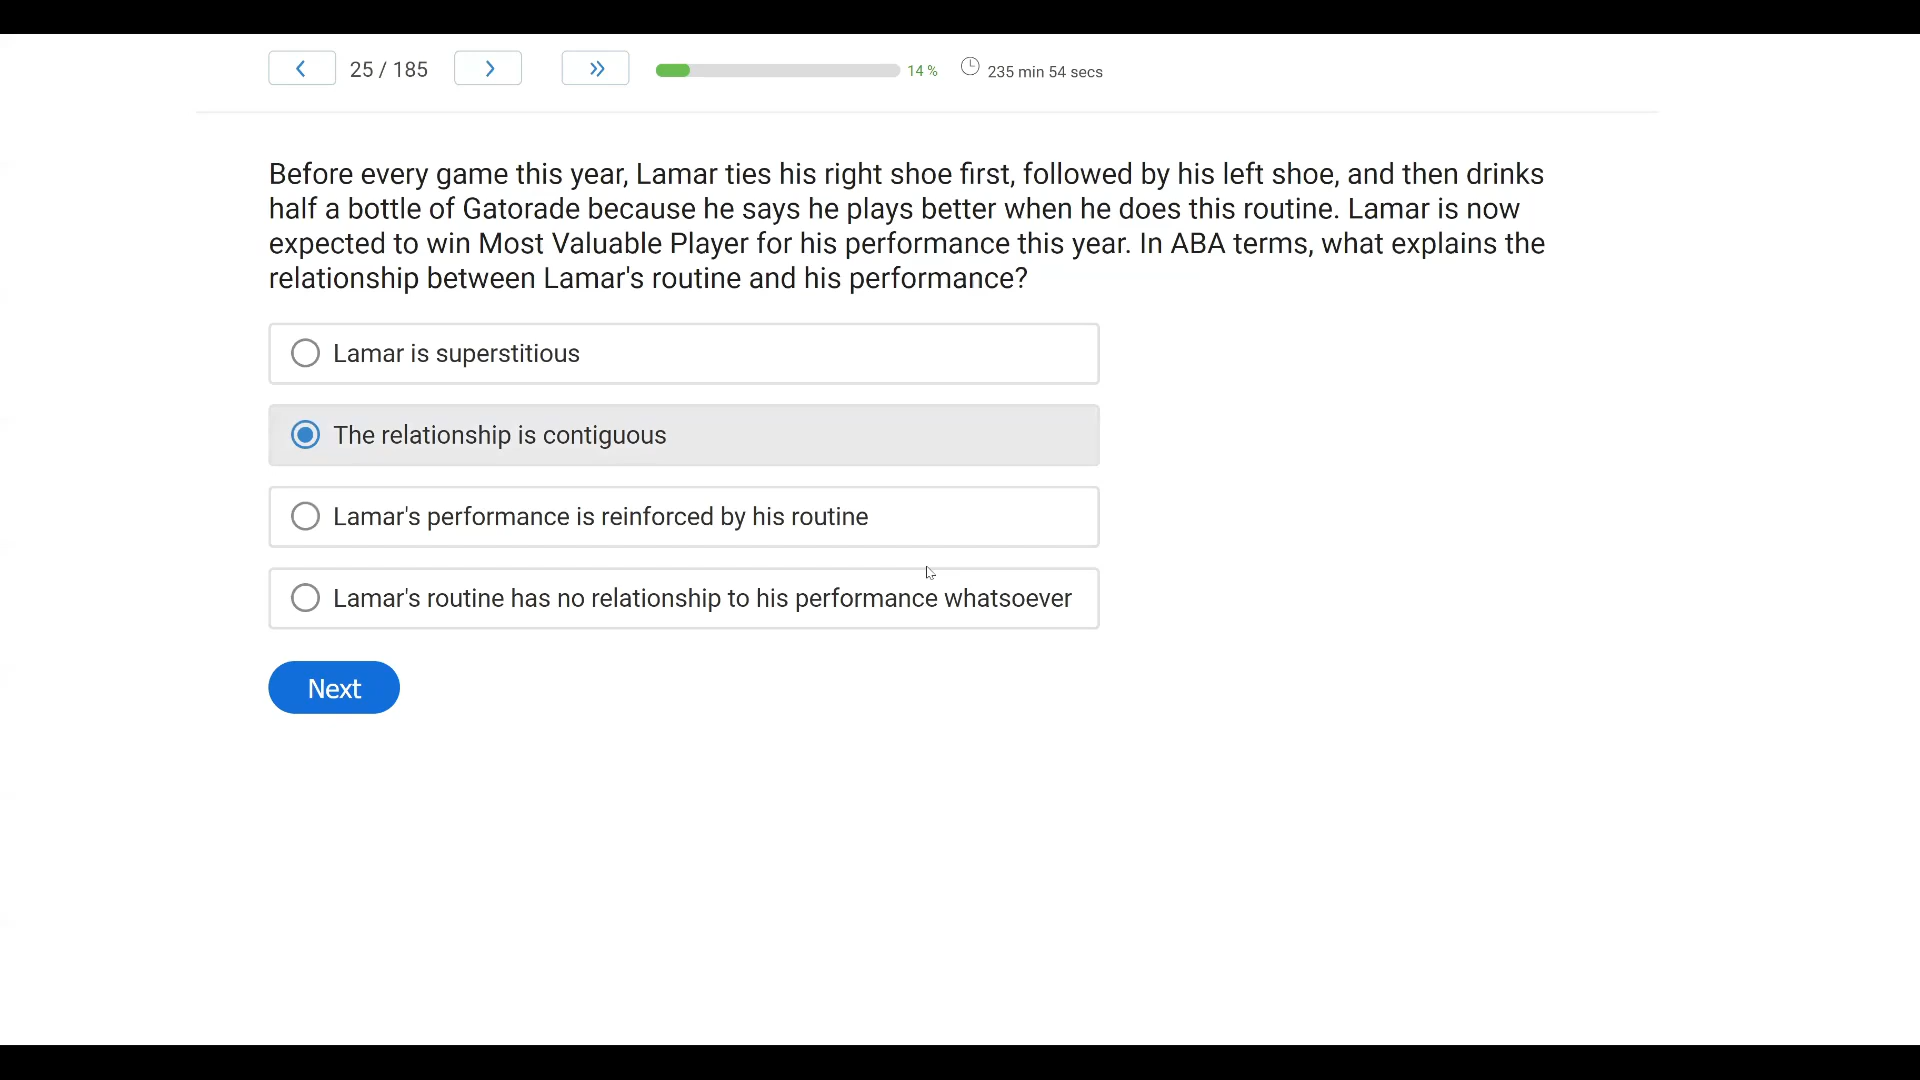 25 / 185
14 %
235 min 54 secs
Before every game this year, Lamar ties his right shoe first, followed by his left shoe, and then drinks
half a bottle of Gatorade because he says he plays better when he does this routine. Lamar is now
expected to win Most Valuable Player for his performance this year. In ABA terms, what explains the
relationship between Lamar's routine and his performance?
Lamar is superstitious
The relationship is contiguous
Lamar's performance is reinforced by his routine
Lamar's routine has no relationship to his performance whatsoever
Next